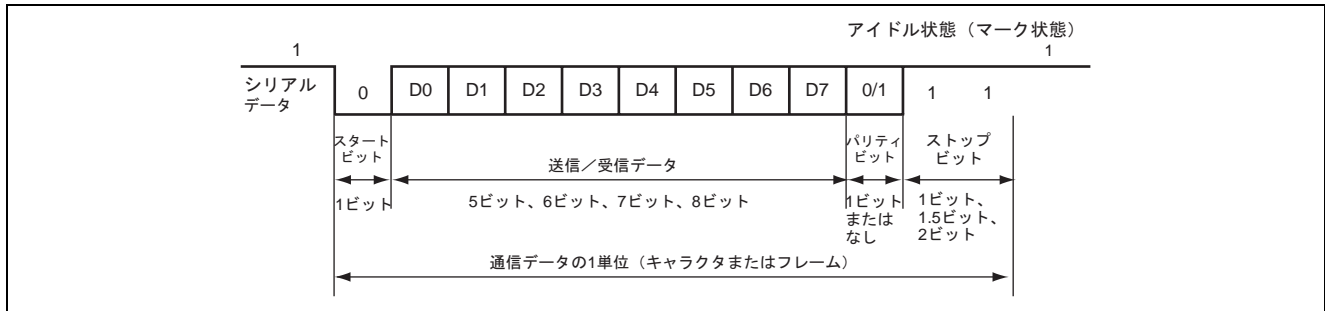 アイドル状態（マーク状態）
1
1
シリアル
データ
0
D0
D1
D2
D3
D4
D5
D6
D7
0/1
1
1
スタート
ビット
送信／受信データ
パリティ
ビット
ストップ
ビット
1ビット
5ビット、6ビット、7ビット、8ビット
1ビット
または
なし
1ビット、
1.5ビット、
2ビット
通信データの1単位（キャラクタまたはフレーム）